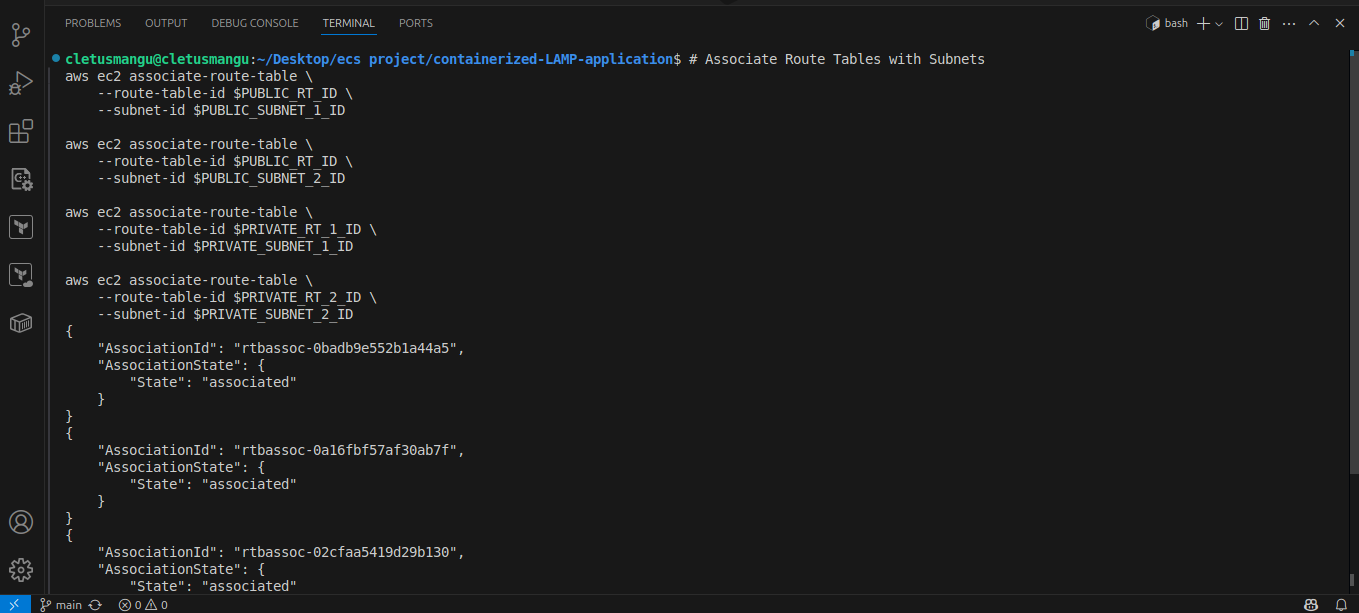 PROBLEMS OUTPUT DEBUG CONSOLE TERMINAL PORTS bash
cletusmangu@cletusmangu:~/Desktop/ecs project/containerized-LAMP-application$ # Associate Route Tables with Subnets
aws ec2 associate-route-table \
    --route-table-id $PUBLIC_RT_ID \
    --subnet-id $PUBLIC_SUBNET_1_ID

aws ec2 associate-route-table \
    --route-table-id $PUBLIC_RT_ID \
    --subnet-id $PUBLIC_SUBNET_2_ID

aws ec2 associate-route-table \
    --route-table-id $PRIVATE_RT_1_ID \
    --subnet-id $PRIVATE_SUBNET_1_ID

aws ec2 associate-route-table \
    --route-table-id $PRIVATE_RT_2_ID \
    --subnet-id $PRIVATE_SUBNET_2_ID
{
    "AssociationId": "rtbassoc-0badb9e552b1a44a5",
    "AssociationState": {
        "State": "associated"
    }
}
{
    "AssociationId": "rtbassoc-0a16fbf57af30ab7f",
    "AssociationState": {
        "State": "associated"
    }
}
{
    "AssociationId": "rtbassoc-02cfaa5419d29b130",
    "AssociationState": {
        "State": "associated"
main 0 0